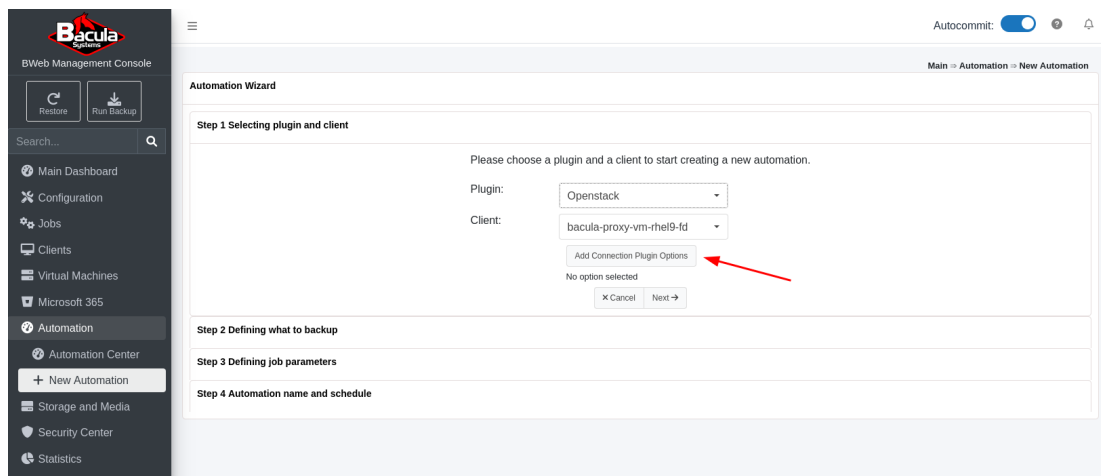 Bacula
Systems
BWeb Management Console
Restore
Run Backup
Search...
Main Dashboard
Configuration
Jobs
Clients
Virtual Machines
Microsoft 365
Automation
Automation Center
New Automation
Storage and Media
Security Center
Statistics
Autocommit:
Main ⇒ Automation ⇒ New Automation
Automation Wizard
Step 1 Selecting plugin and client
Please choose a plugin and a client to start creating a new automation.
Plugin: Openstack
Client: bacula-proxy-vm-rhel9-fd
Add Connection Plugin Options
No option selected
Cancel Next
Step 2 Defining what to backup
Step 3 Defining job parameters
Step 4 Automation name and schedule